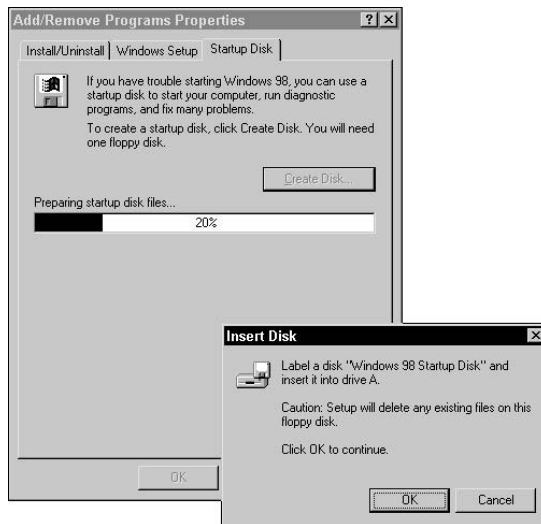 Add/Remove Programs Properties
Install/Uninstall
Windows Setup
Startup Disk
If you have trouble starting Windows 98, you can use a
startup disk to start your computer, run diagnostic
programs, and fix many problems.
To create a startup disk, click Create Disk. You will need
one floppy disk.
Create Disk...
Preparing startup disk files...
20%
OK
Insert Disk
Label a disk "Windows 98 Startup Disk" and
insert it into drive A.
Caution: Setup will delete any existing files on this
floppy disk.
Click OK to continue.
OK
Cancel